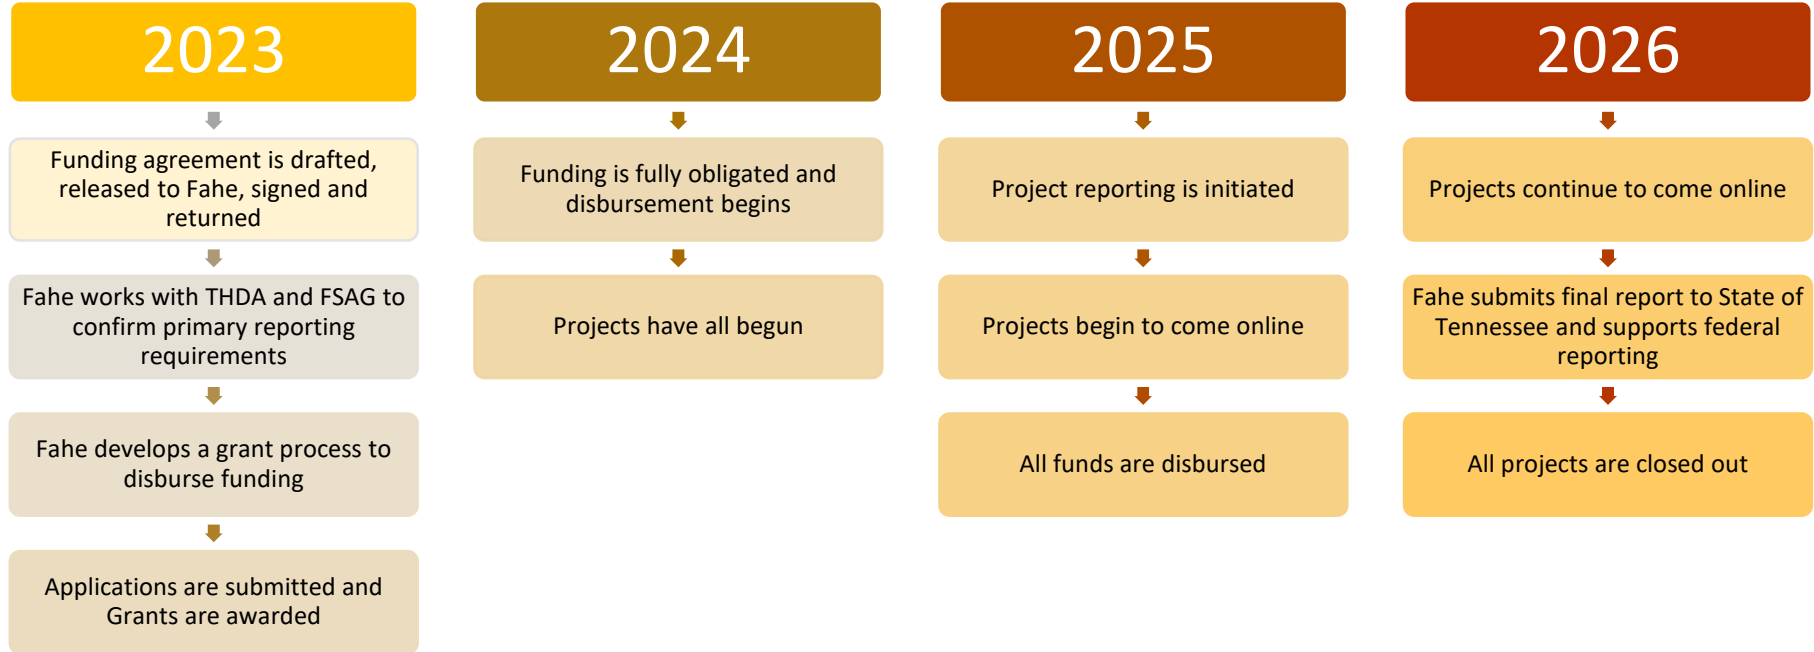 2023
Funding agreement is drafted,
released to Fahe, signed and
returned
Fahe works with THDA and FSAG to
confirm primary reporting
requirements
Fahe develops a grant process to
disburse funding
Applications are submitted and
Grants are awarded
2024
Funding is fully obligated and
disbursement begins
Projects have all begun
2025
Project reporting is initiated
Projects begin to come online
All funds are disbursed
2026
Projects continue to come online
Fahe submits final report to State of
Tennessee and supports federal
reporting
All projects are closed out